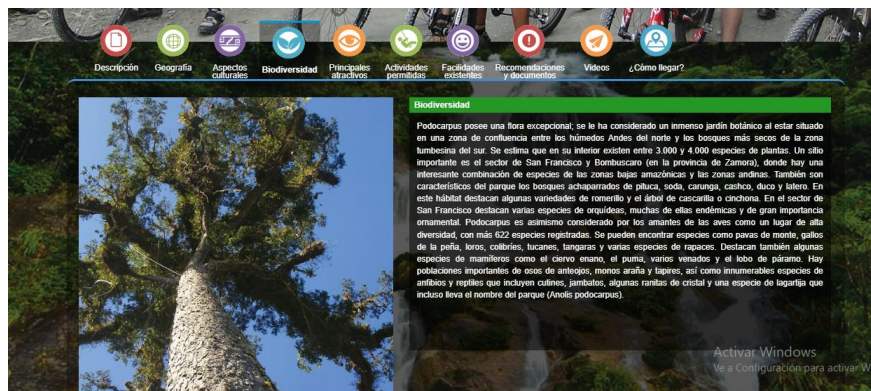 Descripción
Geografía
Aspectos
culturales
Biodiversidad
Principales
atractivos
Actividades
permitidas
Facilidades
existentes
Recomendaciones
y documentos
Videos
¿Cómo llegar?
Biodiversidad
Podocarpus posee una flora excepcional; se le ha considerado un inmenso jardín botánico al estar situado
en una zona de confluencia entre los húmedos Andes del norte y los bosques más secos de la zona
tumbesina del sur. Se estima que en su interior existen entre 3.000 y 4.000 especies de plantas. Un sitio
importante es el sector de San Francisco y Bombuscaro (en la provincia de Zamora), donde hay una
interesante combinación de especies de las zonas bajas amazónicas y las zonas andinas. También son
característicos del parque los bosques achaparrados de pituca, soda, carunga, cashco, duco y latero. En
este hábitat destacan algunas variedades de romerillo y el árbol de cascarilla o cinchona. En el sector de
San Francisco destacan varias especies de orquídeas, muchas de ellas endémicas y de gran importancia
ornamental. Podocarpus es asimismo considerado por los amantes de las aves como un lugar de alta
diversidad, con más 622 especies registradas. Se pueden encontrar especies como pavas de monte, gallos
de la peña, loros, colibríes, tucanes, tangaras y varias especies de rapaces. Destacan también algunas
especies de mamíferos como el ciervo enano, el puma, varios venados y el lobo de páramo. Hay
poblaciones importantes de osos de anteojos, monos araña y tapires, así como innumerables especies de
anfibios y reptiles que incluyen cutines, jambatos, algunas ranitas de cristal y una especie de lagartija que
incluso lleva el nombre del parque (Anolis podocarpus).
Activar Windows
Ve a Configuración para activar W